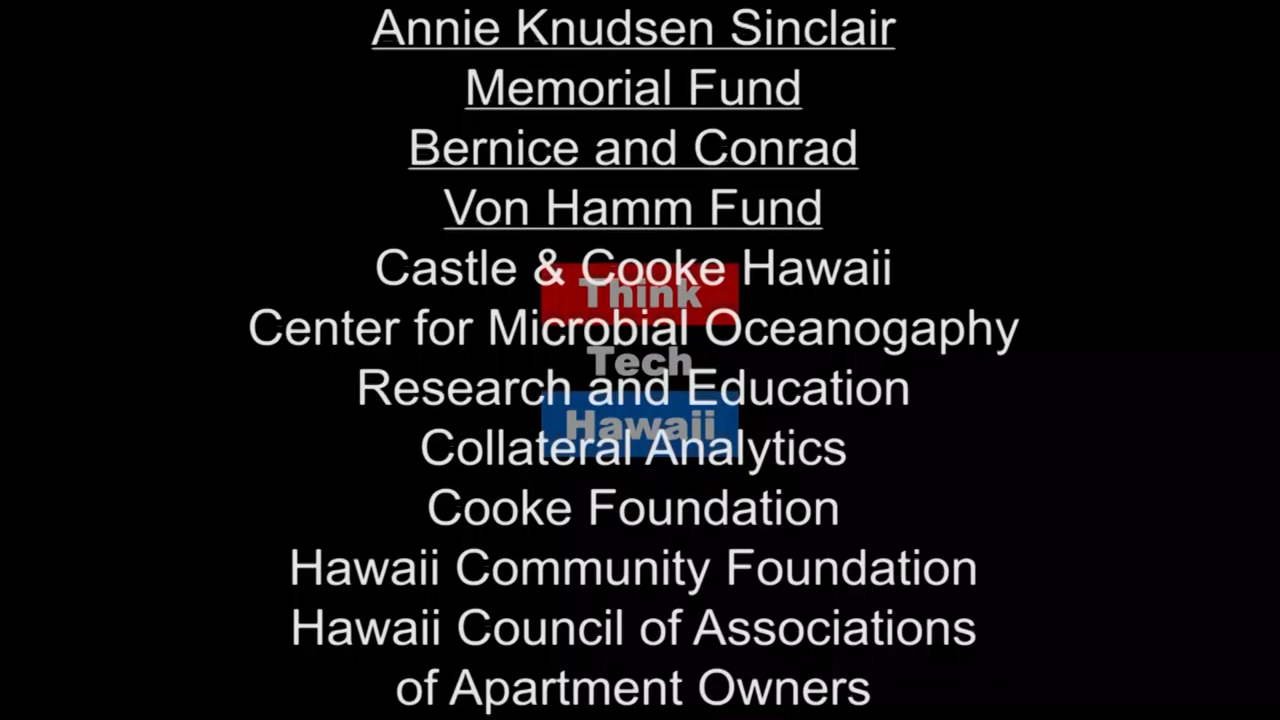 Annie Knudsen Sinclair
Memorial Fund
Bernice and Conrad
Von Hamm Fund
Castle & Cooke Hawaii
Think
Center for Microbial Oceanogaphy
Tech
Research and Education
Hawaii
Collateral Analytics
Cooke Foundation
Hawaii Community Foundation
Hawaii Council of Associations
of Apartment Owners